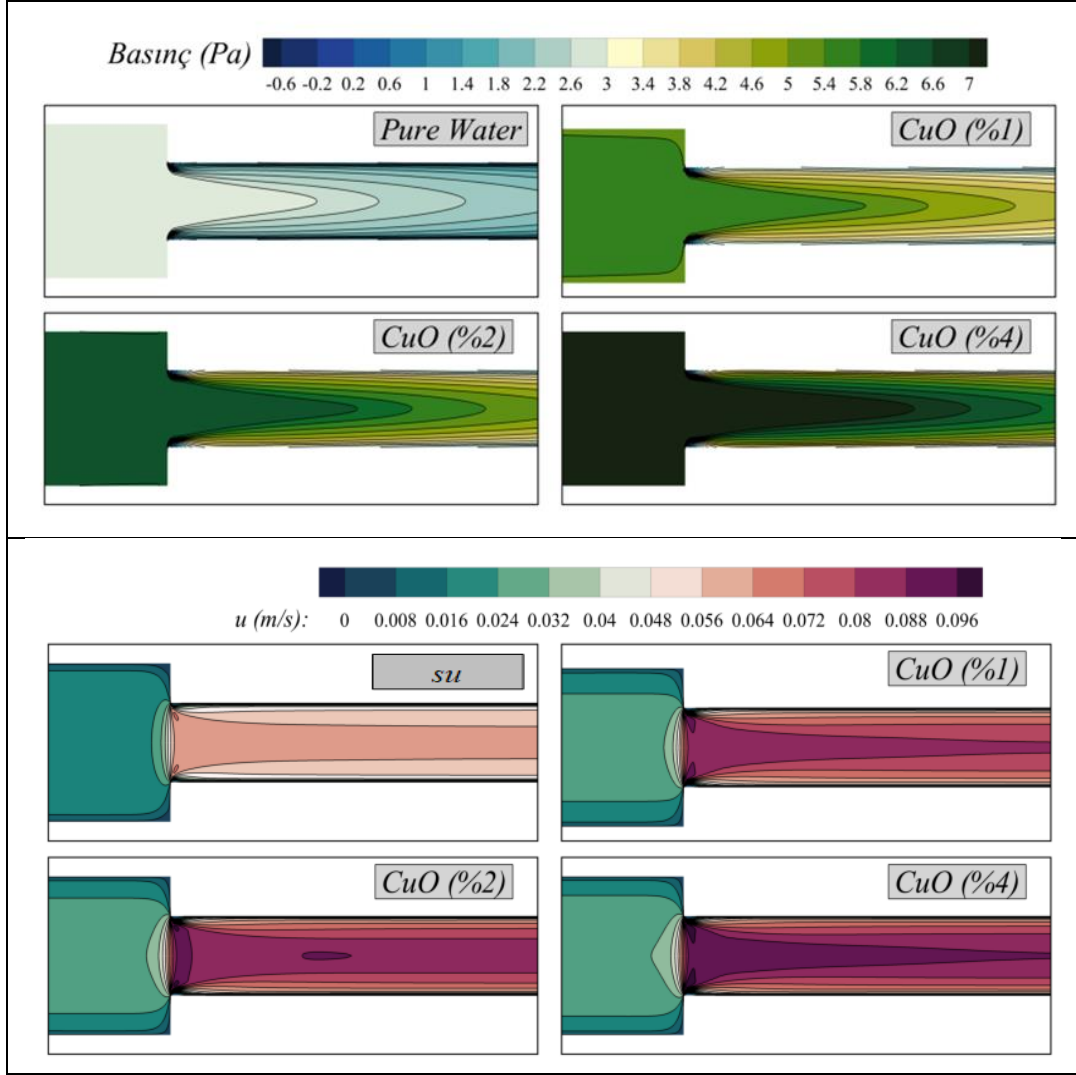 Basınç (Pa)
-0.6 -0.2 0.2 0.6 1 1.4 1.8 2.2 2.6 3 3.4 3.8 4.2 4.6 5 5.4 5.8 6.2 6.6 7
Pure Water
CuO (%1)
CuO (%2)
CuO (%4)
u (m/s): 0 0.008 0.016 0.024 0.032 0.04 0.048 0.056 0.064 0.072 0.08 0.088 0.096
su
CuO (%1)
CuO (%2)
CuO (%4)